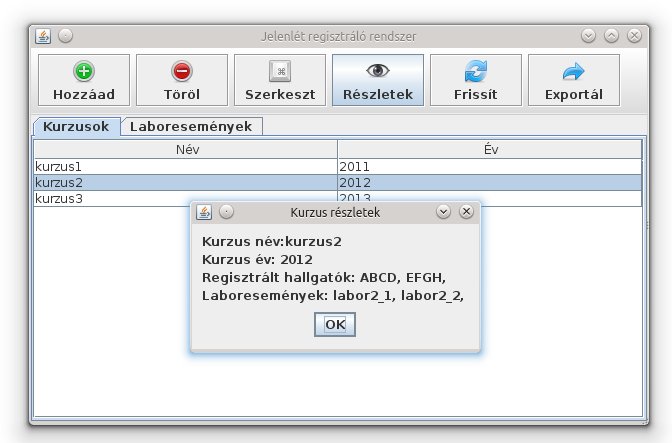 Jelenlét regisztráló rendszer
Hozzáad Töröl Szerkeszt Részletek Frissít Exportál
Kurzusok Laboresemények
Név Év
kurzus1 2011
kurzus2 2012
kurzus3 2013
Kurzus részletek
Kurzus név:kurzus2
Kurzus év: 2012
Regisztrált hallgatók: ABCD, EFGH,
Laboresemények: labor2_1, labor2_2,
OK